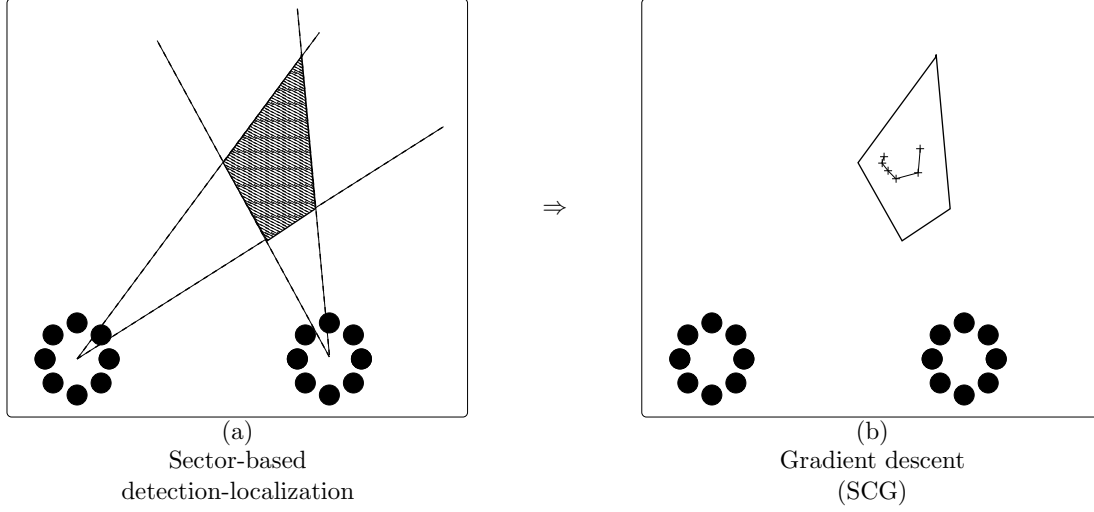 ⇒
(a)
Sector-based
detection-localization
(b)
Gradient descent
(SCG)